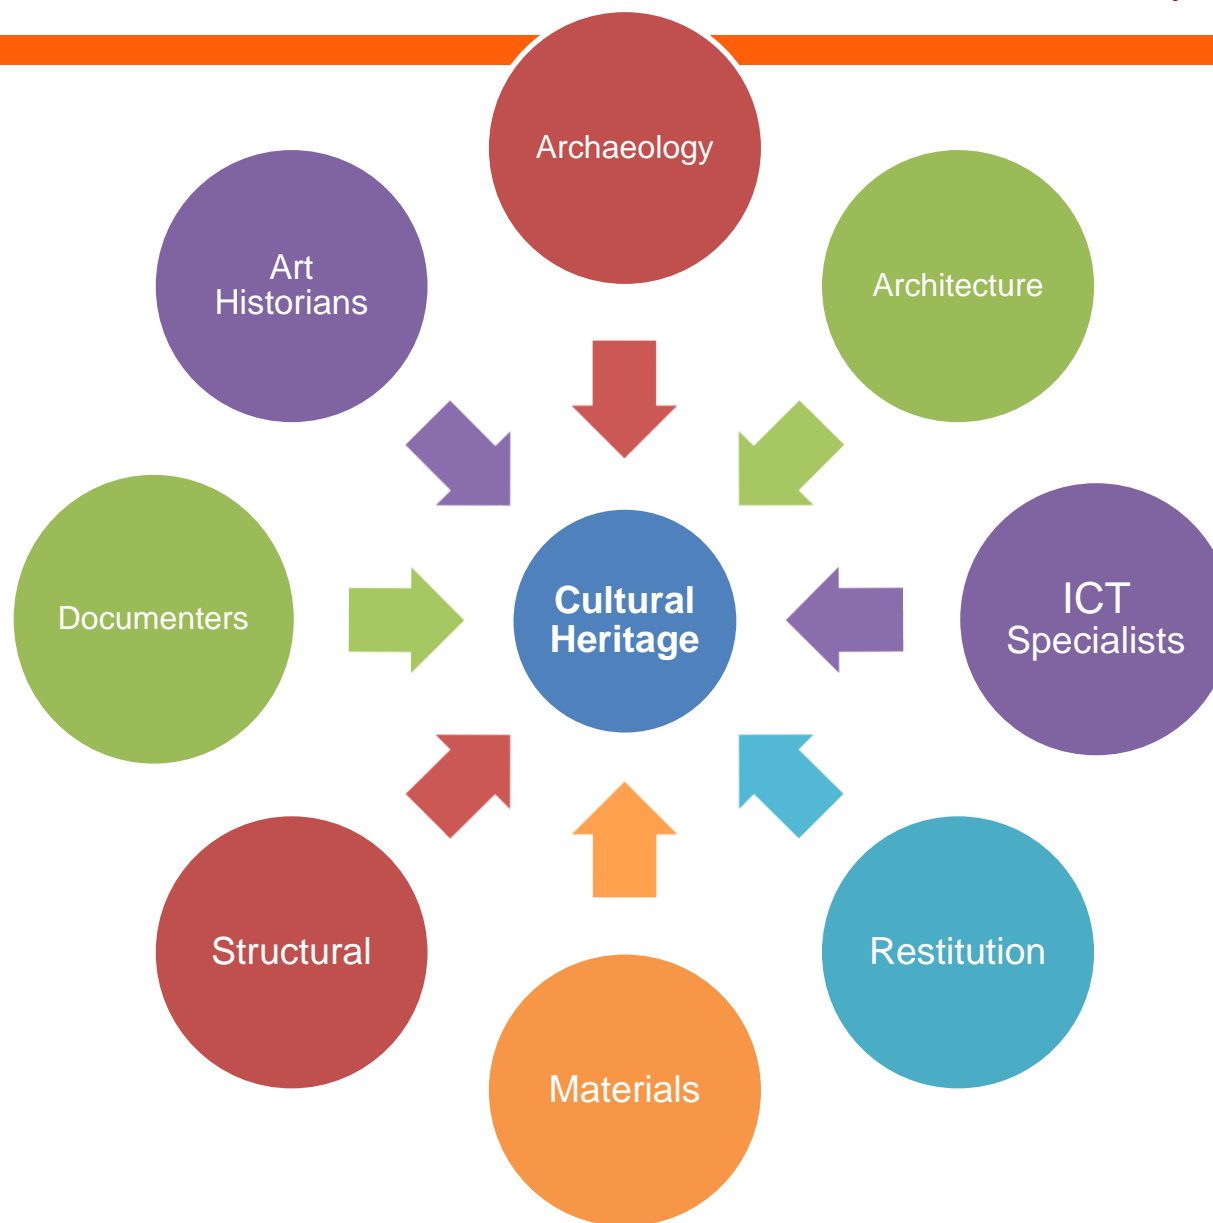 Archaeology
Art
Historians
Architecture
Documenters
Cultural
Heritage
ICT
Specialists
Structural
Restitution
Materials